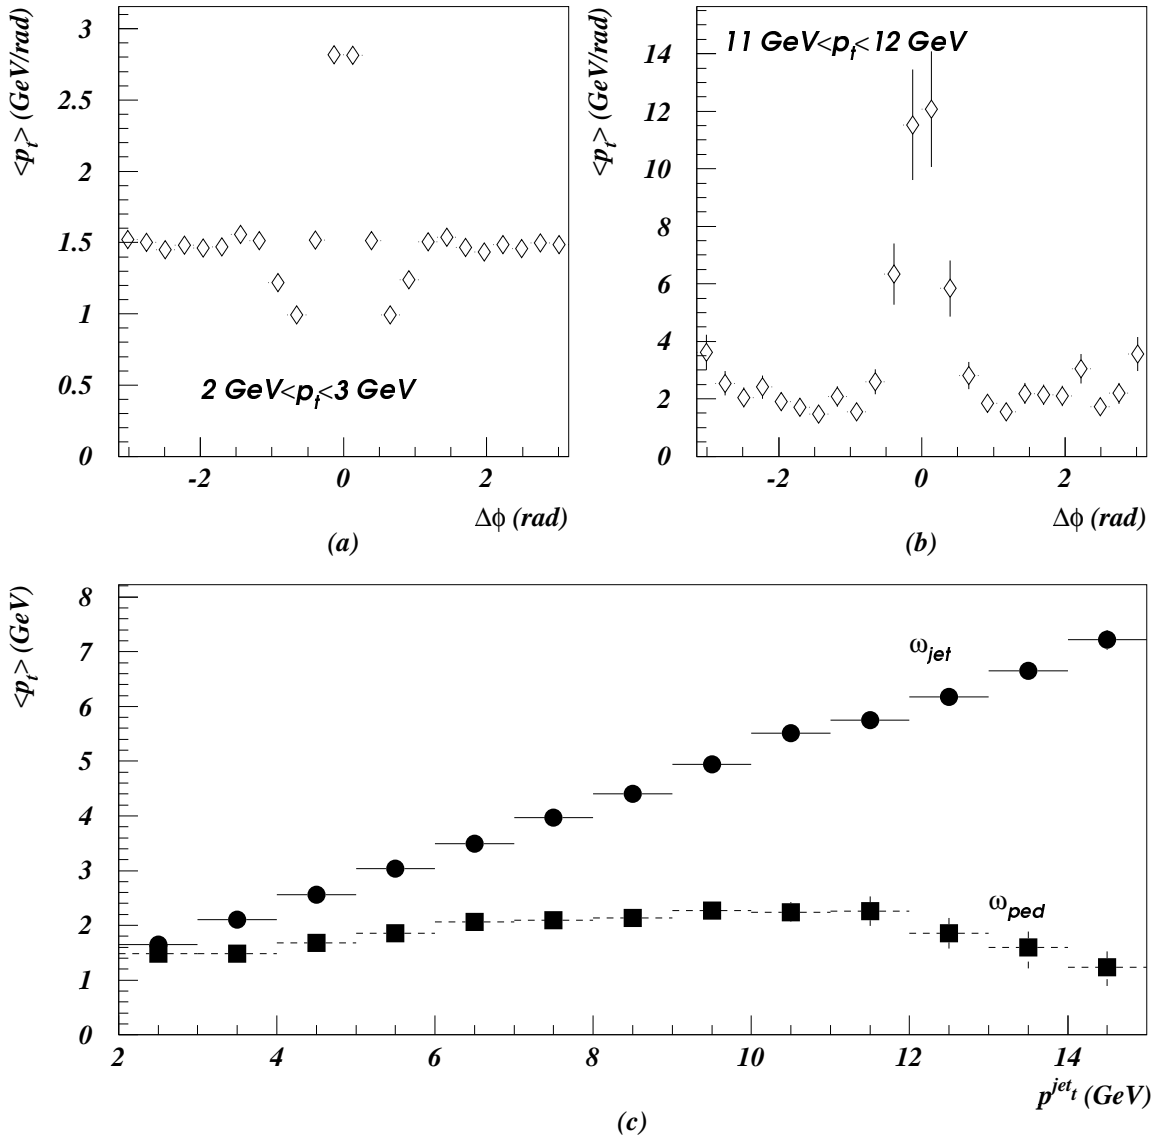 <p_t> (GeV/rad)
3
2.5
2
1.5
1
0.5
0
2 GeV<p_t<3 GeV
-2 0 2
Δϕ (rad)
(a)
<p_t> (GeV/rad)
14
12
10
8
6
4
2
0
11 GeV<p_t<12 GeV
-2 0 2
Δϕ (rad)
(b)
<p_t> (GeV)
8
7
6
5
4
3
2
1
0
ω_jet
ω_ped
2 4 6 8 10 12 14
p^jet_t (GeV)
(c)